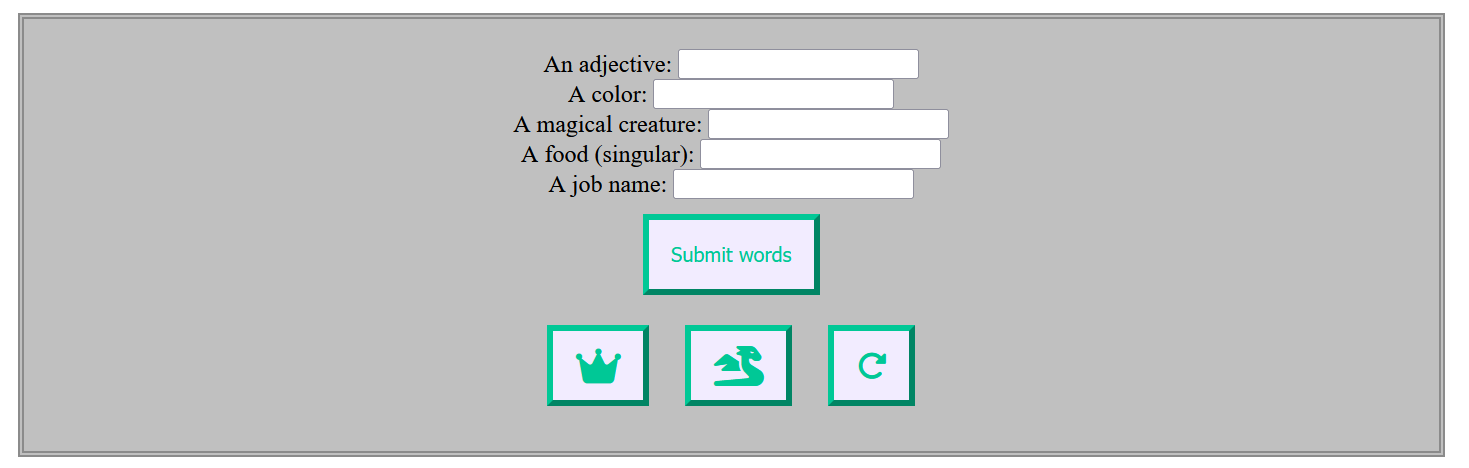 An adjective:
A color:
A magical creature:
A food (singular):
A job name:
Submit words